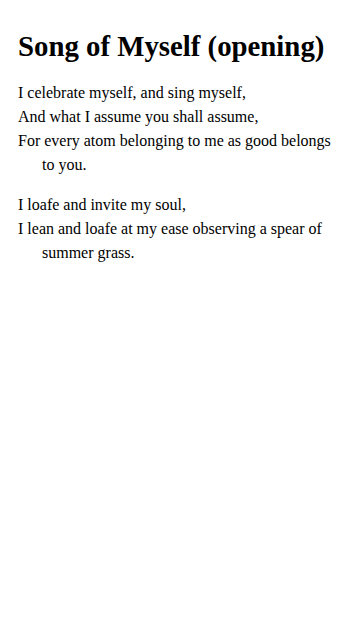 Song of Myself (opening)
I celebrate myself, and sing myself,
And what I assume you shall assume,
For every atom belonging to me as good belongs
to you.
I loafe and invite my soul,
I lean and loafe at my ease observing a spear of
summer grass.